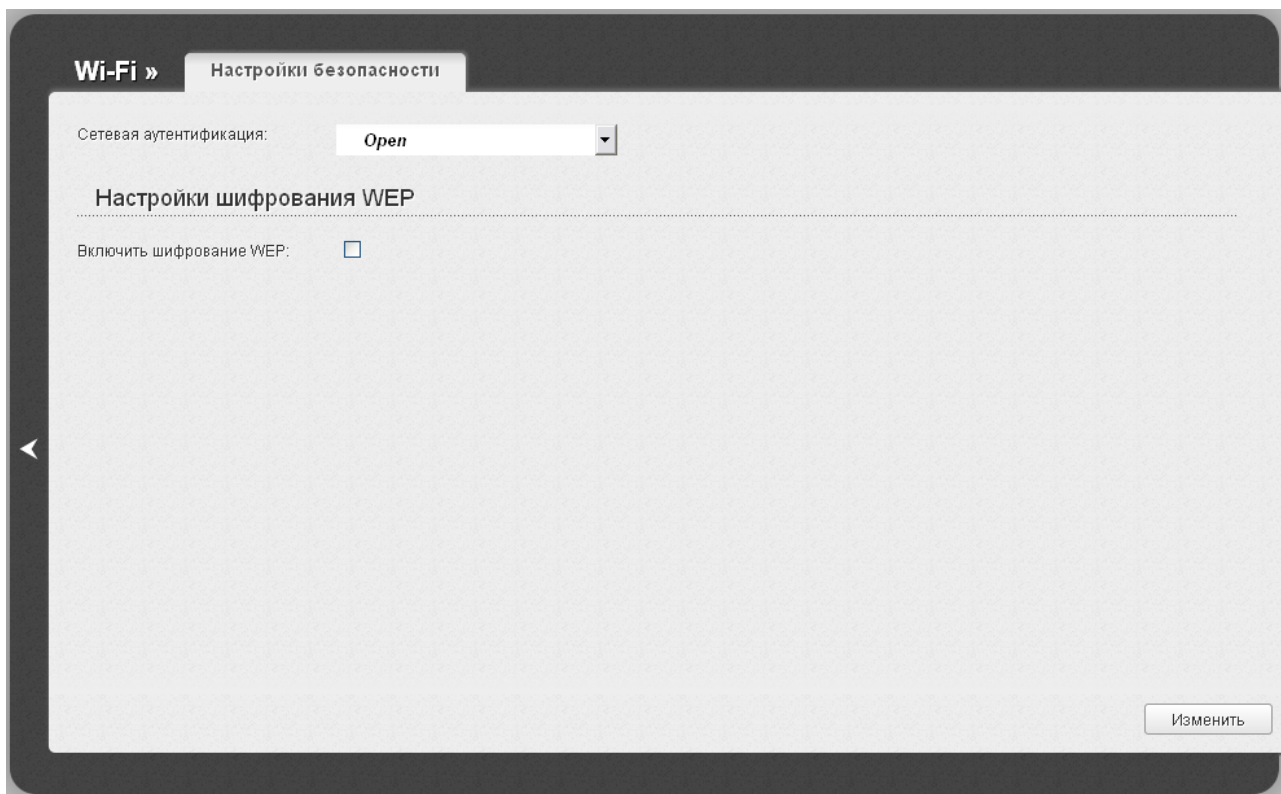 Wi-Fi »
Настройки безопасности
Сетевая аутентификация:
Open
Настройки шифрования WEP
Включить шифрование WEP:
Изменить